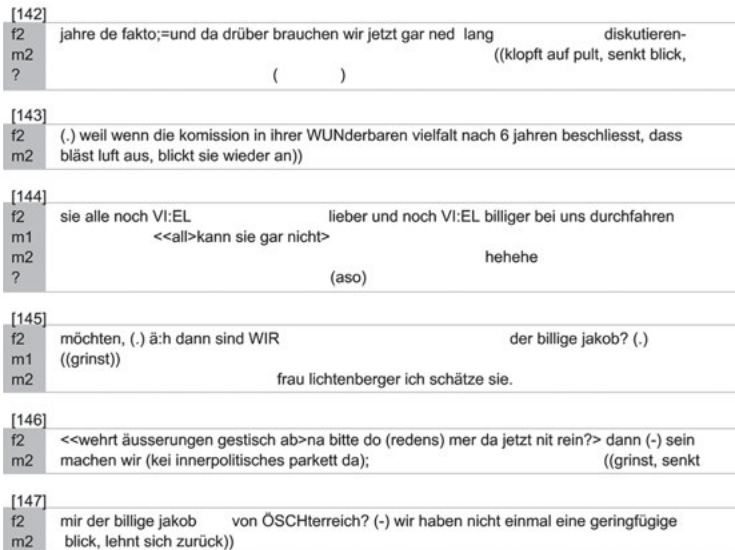 [142]
f2 jahre de fakto;=und da drüber brauchen wir jetzt gar ned lang diskutieren-
m2 ((klopft auf pult, senkt blick,
? ( )
[143]
f2 (.) weil wenn die komission in ihrer WUNderbaren vielfalt nach 6 jahren beschliesst, dass
m2 bläst luft aus, blickt sie wieder an))
[144]
f2 sie alle noch VI:EL lieber und noch VI:EL billiger bei uns durchfahren
m1 <<all>kann sie gar nicht>
m2 hehehe
? (aso)
[145]
f2 möchten, (.) ä:h dann sind WIR der billige jakob? (.)
m1 ((grinst))
m2 frau lichtenberger ich schätze sie.
[146]
f2 <<wehrt äusserungen gestisch ab>na bitte do (redens) mer da jetzt nit rein?> dann (-) sein
m2 machen wir (kei innerpolitisches parkett da); ((grinst, senkt
[147]
f2 mir der billige jakob von ÖSCHterreich? (-) wir haben nicht einmal eine geringfügige
m2 blick, lehnt sich zurück))